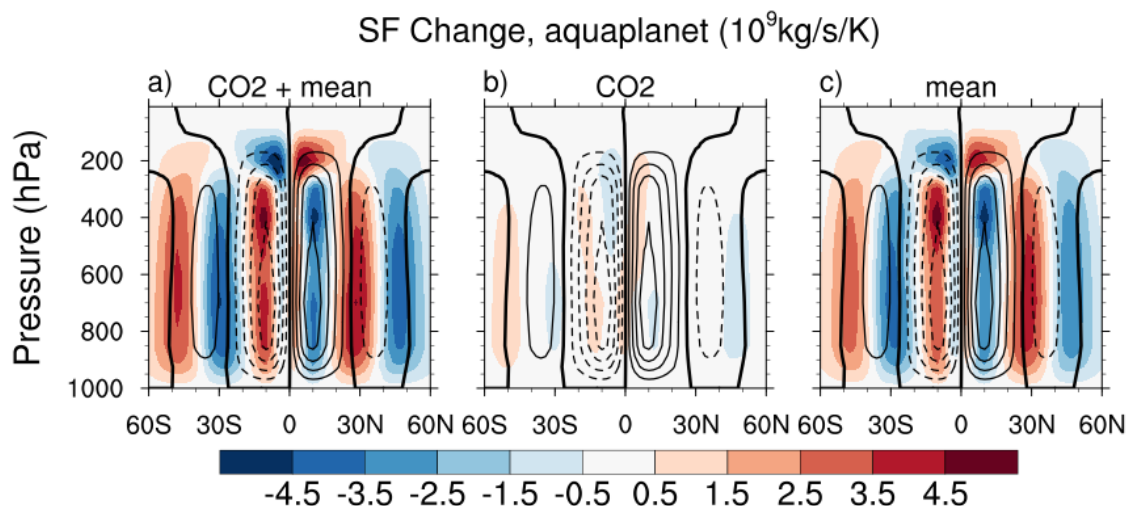 SF Change, aquaplanet (10⁹kg/s/K)
a) CO2 + mean
b) CO2
c) mean
Pressure (hPa)
200
400
600
800
1000
60S 30S 0 30N 60N
60S 30S 0 30N 60N
60S 30S 0 30N 60N
-4.5 -3.5 -2.5 -1.5 -0.5 0.5 1.5 2.5 3.5 4.5